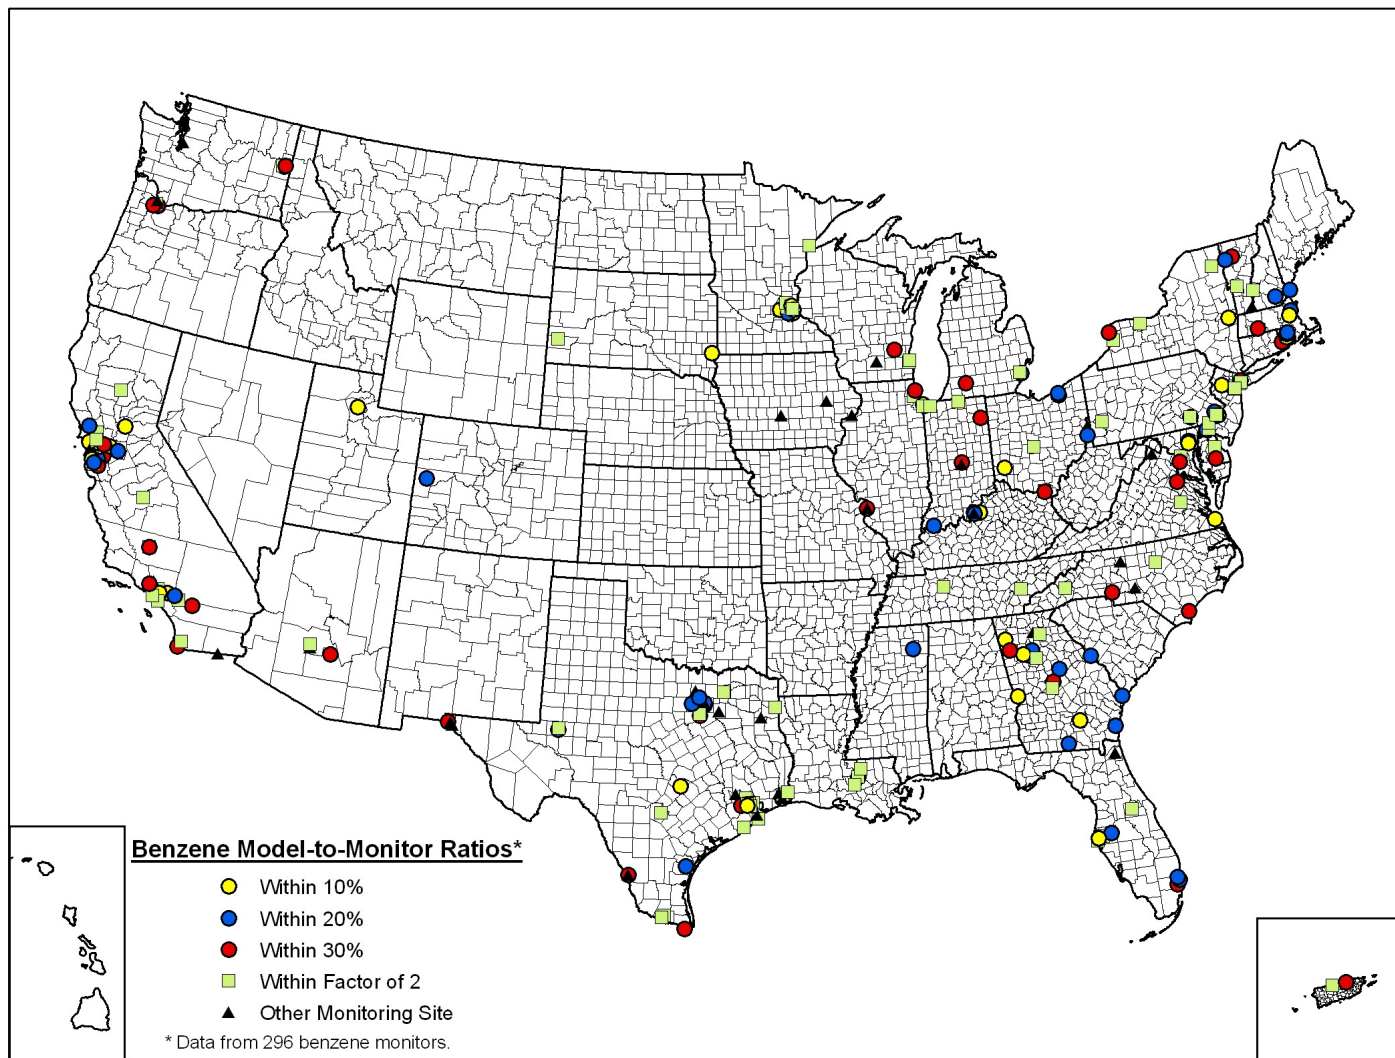 Benzene Model-to-Monitor Ratios*
Within 10%
Within 20%
Within 30%
Within Factor of 2
Other Monitoring Site
* Data from 296 benzene monitors.